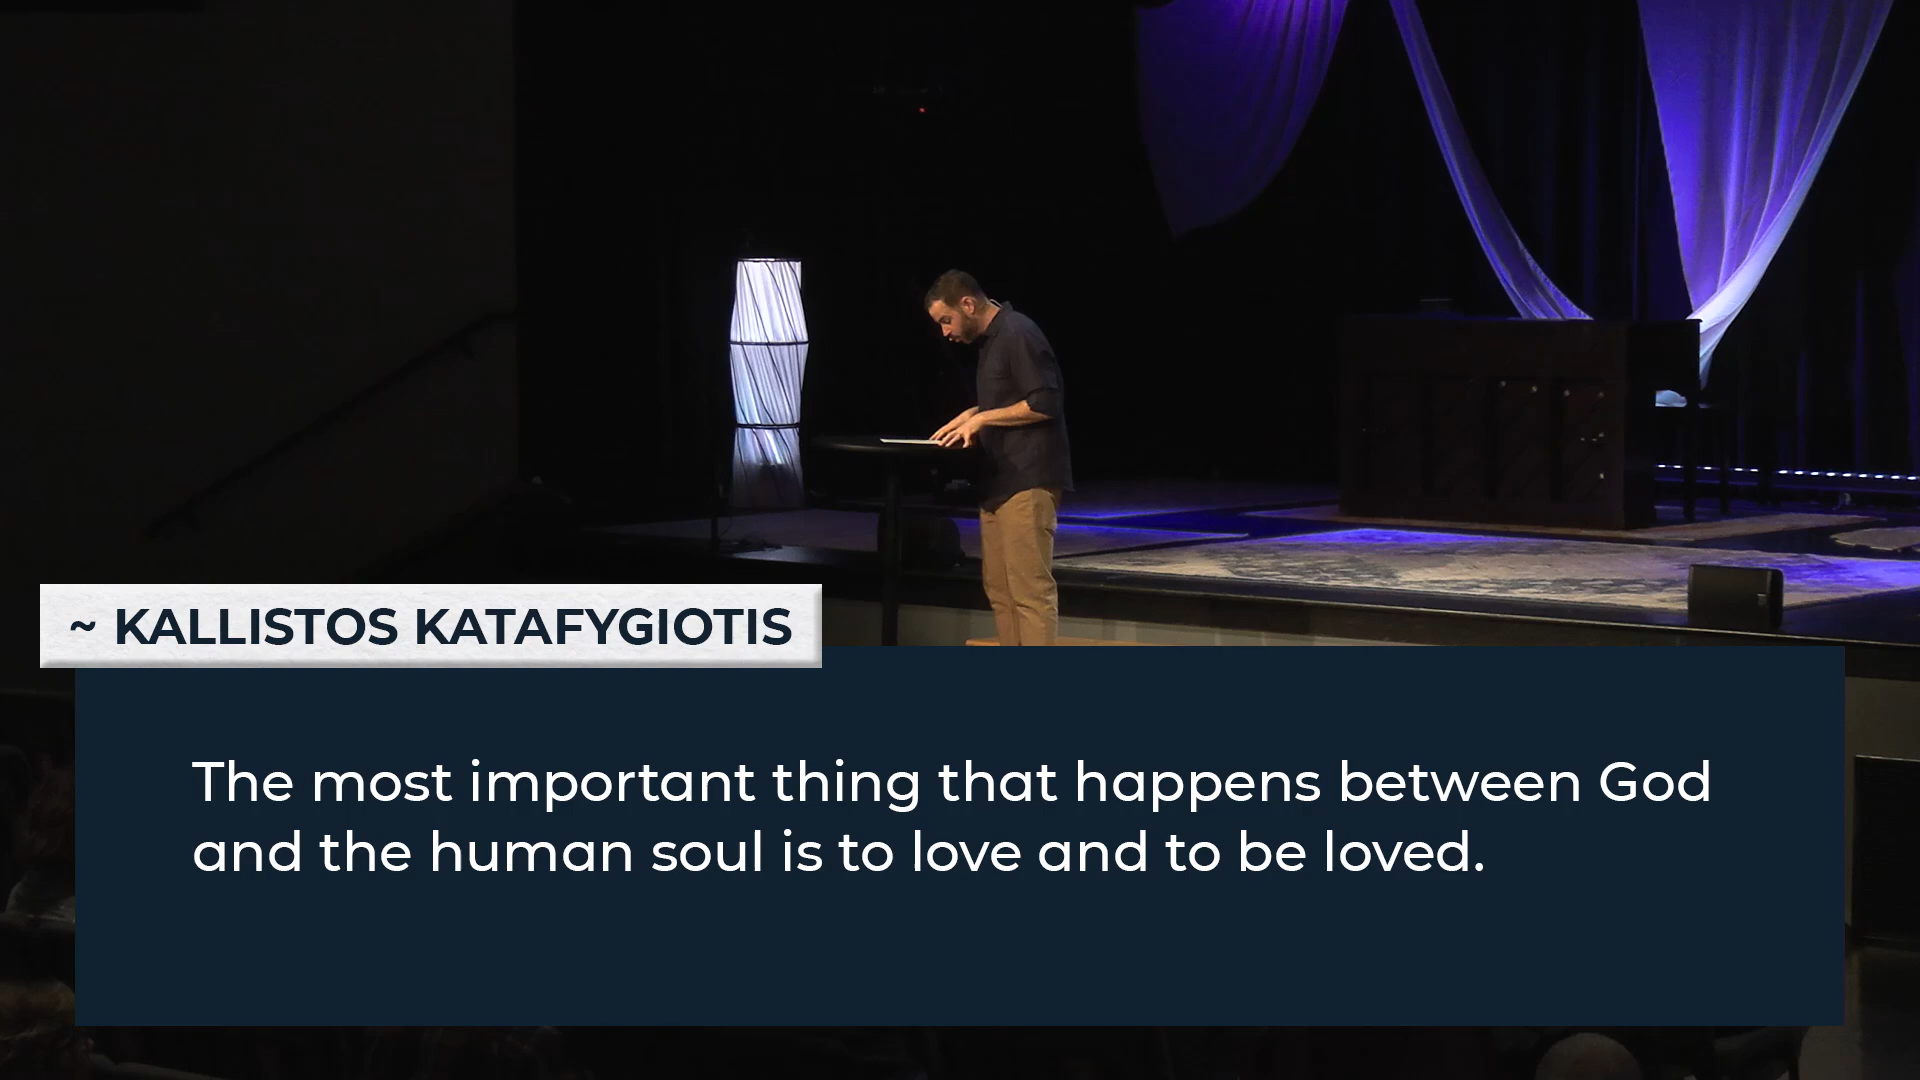 ~ KALLISTOS KATAFYGIOTIS
The most important thing that happens between God
and the human soul is to love and to be loved.